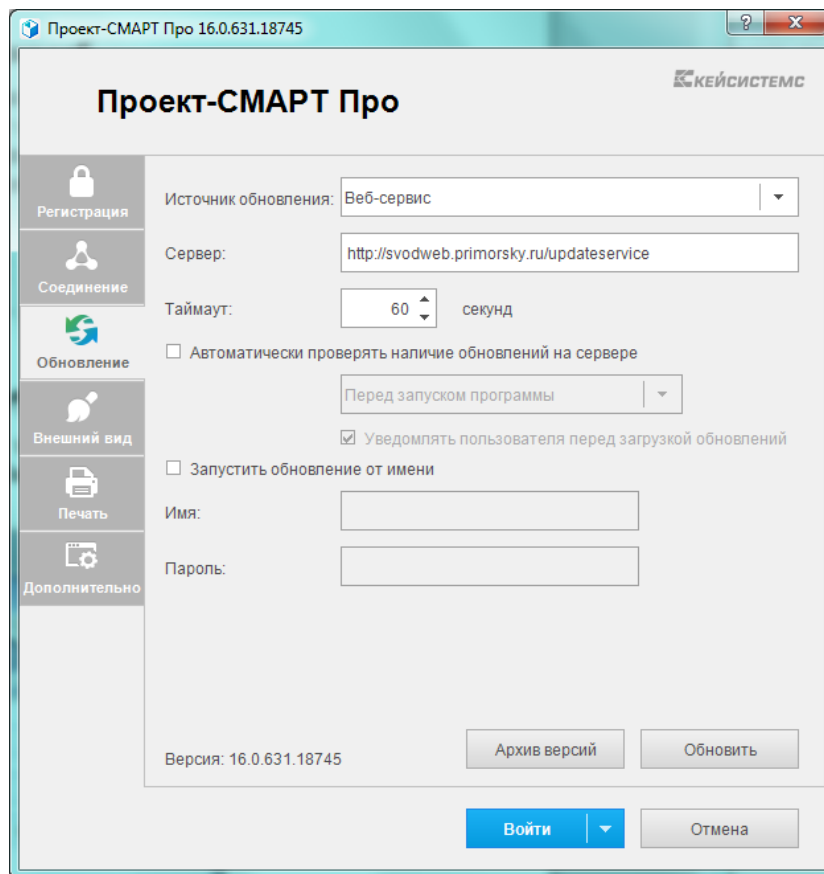 Проект-СМАРТ Про 16.0.631.18745
Проект-СМАРТ Про
КЕЙСИСТЕМС
Регистрация
Соединение
Обновление
Внешний вид
Печать
Дополнительно
Источник обновления: Веб-сервис
Сервер: http://svodweb.primorsky.ru/updateservice
Таймаут: 60 секунд
Автоматически проверять наличие обновлений на сервере
Перед запуском программы
Уведомлять пользователя перед загрузкой обновлений
Запустить обновление от имени
Имя:
Пароль:
Версия: 16.0.631.18745
Архив версий
Обновить
Войти
Отмена